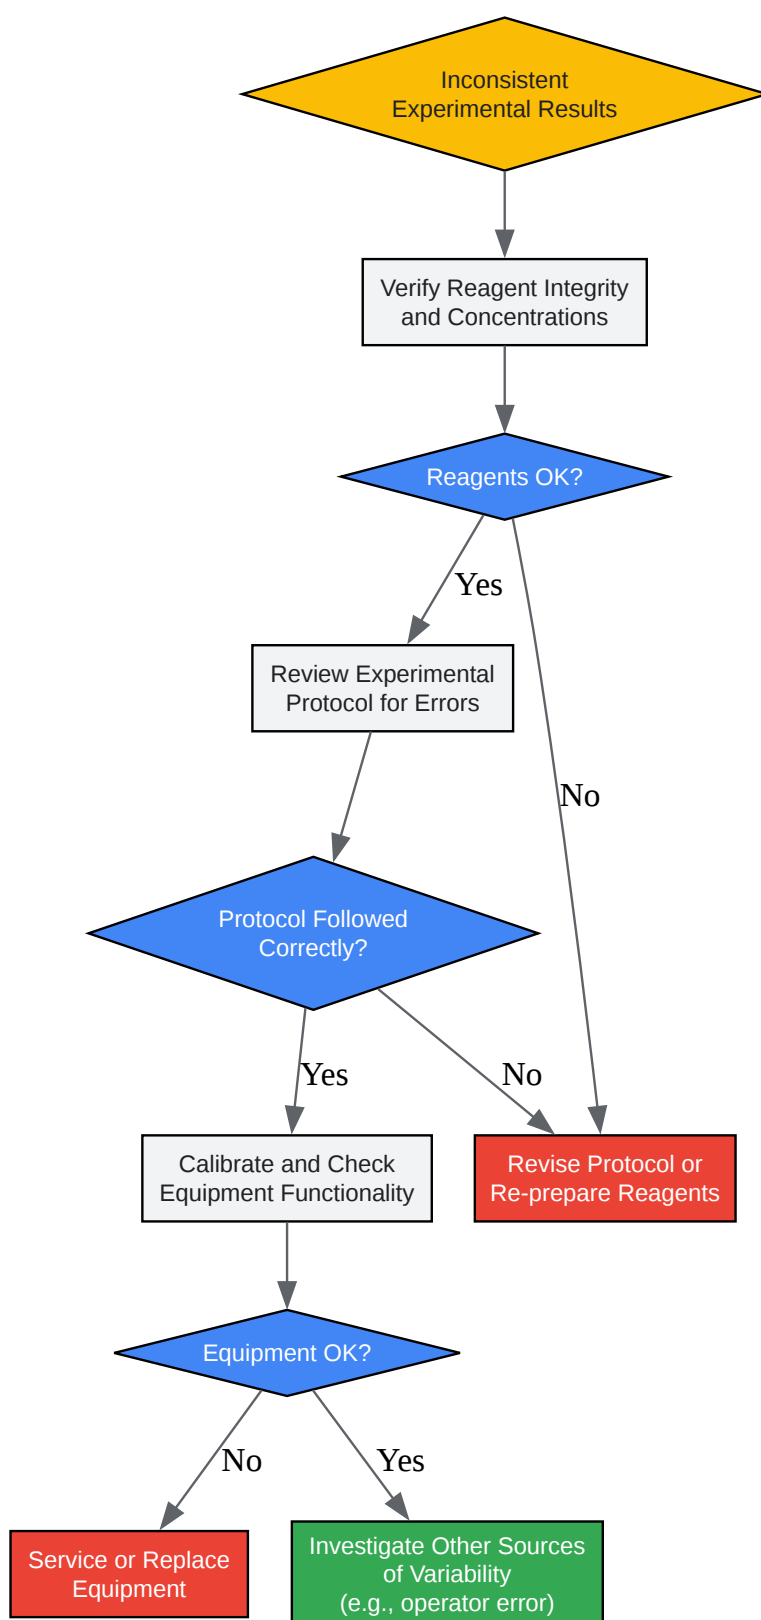 Inconsistent
Experimental Results
Verify Reagent Integrity
and Concentrations
Reagents OK?
Yes
Review Experimental
Protocol for Errors
No
Protocol Followed
Correctly?
Yes
No
Calibrate and Check
Equipment Functionality
Revise Protocol or
Re-prepare Reagents
Equipment OK?
No
Yes
Service or Replace
Equipment
Investigate Other Sources
of Variability
(e.g., operator error)